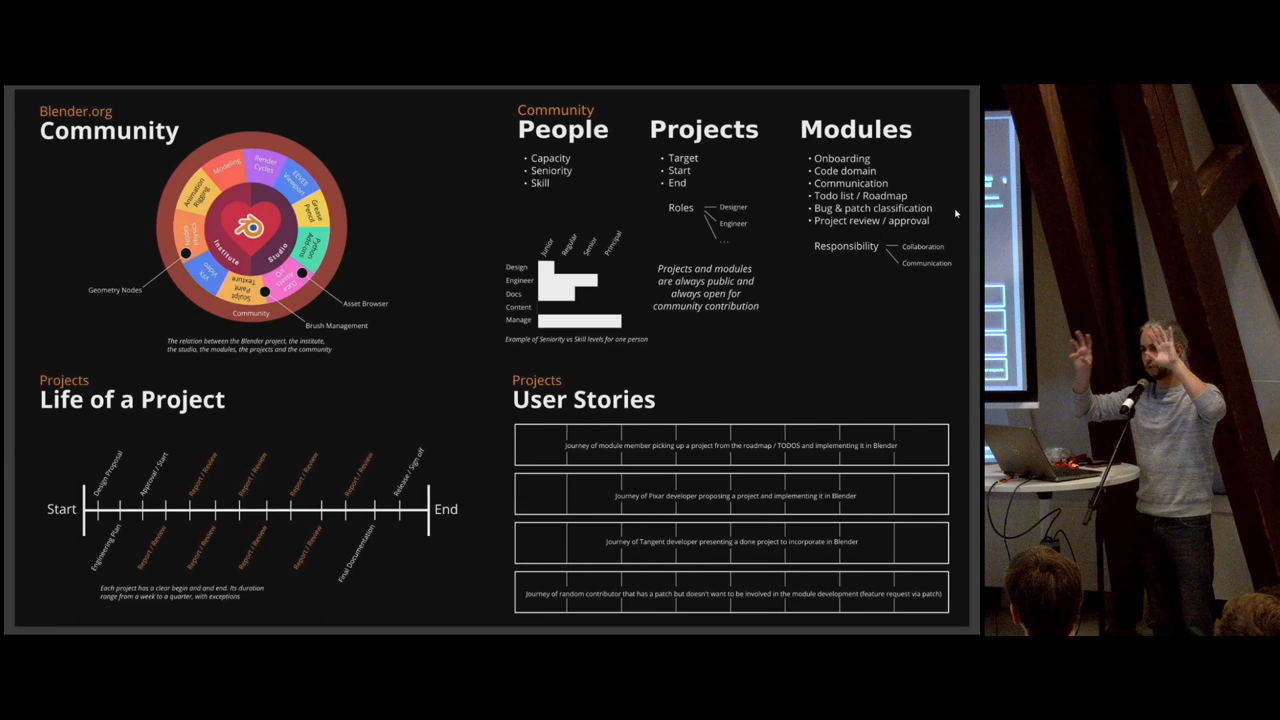 Blender.org
Community
Modeling
Render
Cycles
EEVEE
Viewport
Grease
Pencil
Python
Add-ons
Animation
Rigging
Nodes
Physics
VFX
Video
Sculpt
Paint
Texture
Data
Assets
UI
Institute
Studio
Community
Geometry Nodes
Asset Browser
Brush Management
The relation between the Blender project, the institute,
the studio, the modules, the projects and the community
Community
People
• Capacity
• Seniority
• Skill
Junior
Regular
Senior
Principal
Design
Engineer
Docs
Content
Manage
Example of Seniority vs Skill levels for one person
Projects
• Target
• Start
• End
Roles
Designer
Engineer
....
Projects and modules
are always public and
always open for
community contribution
Modules
• Onboarding
• Code domain
• Communication
• Todo list / Roadmap
• Bug & patch classification
• Project review / approval
Responsibility
Collaboration
Communication
Projects
Life of a Project
Design Proposal
Approval / Start
Report / Review
Report / Review
Report / Review
Report / Review
Release / Sign off
Start
End
Engineering Plan
Report / Review
Report / Review
Report / Review
Report / Review
Final Documentation
Each project has a clear begin and and end. Its duration
range from a week to a quarter, with exceptions
Projects
User Stories
Journey of module member picking up a project from the roadmap / TODOS and implementing it in Blender
Journey of Pixar developer proposing a project and implementing it in Blender
Journey of Tangent developer presenting a done project to incorporate in Blender
Journey of random contributor that has a patch but doesn't want to be involved in the module development (feature request via patch)